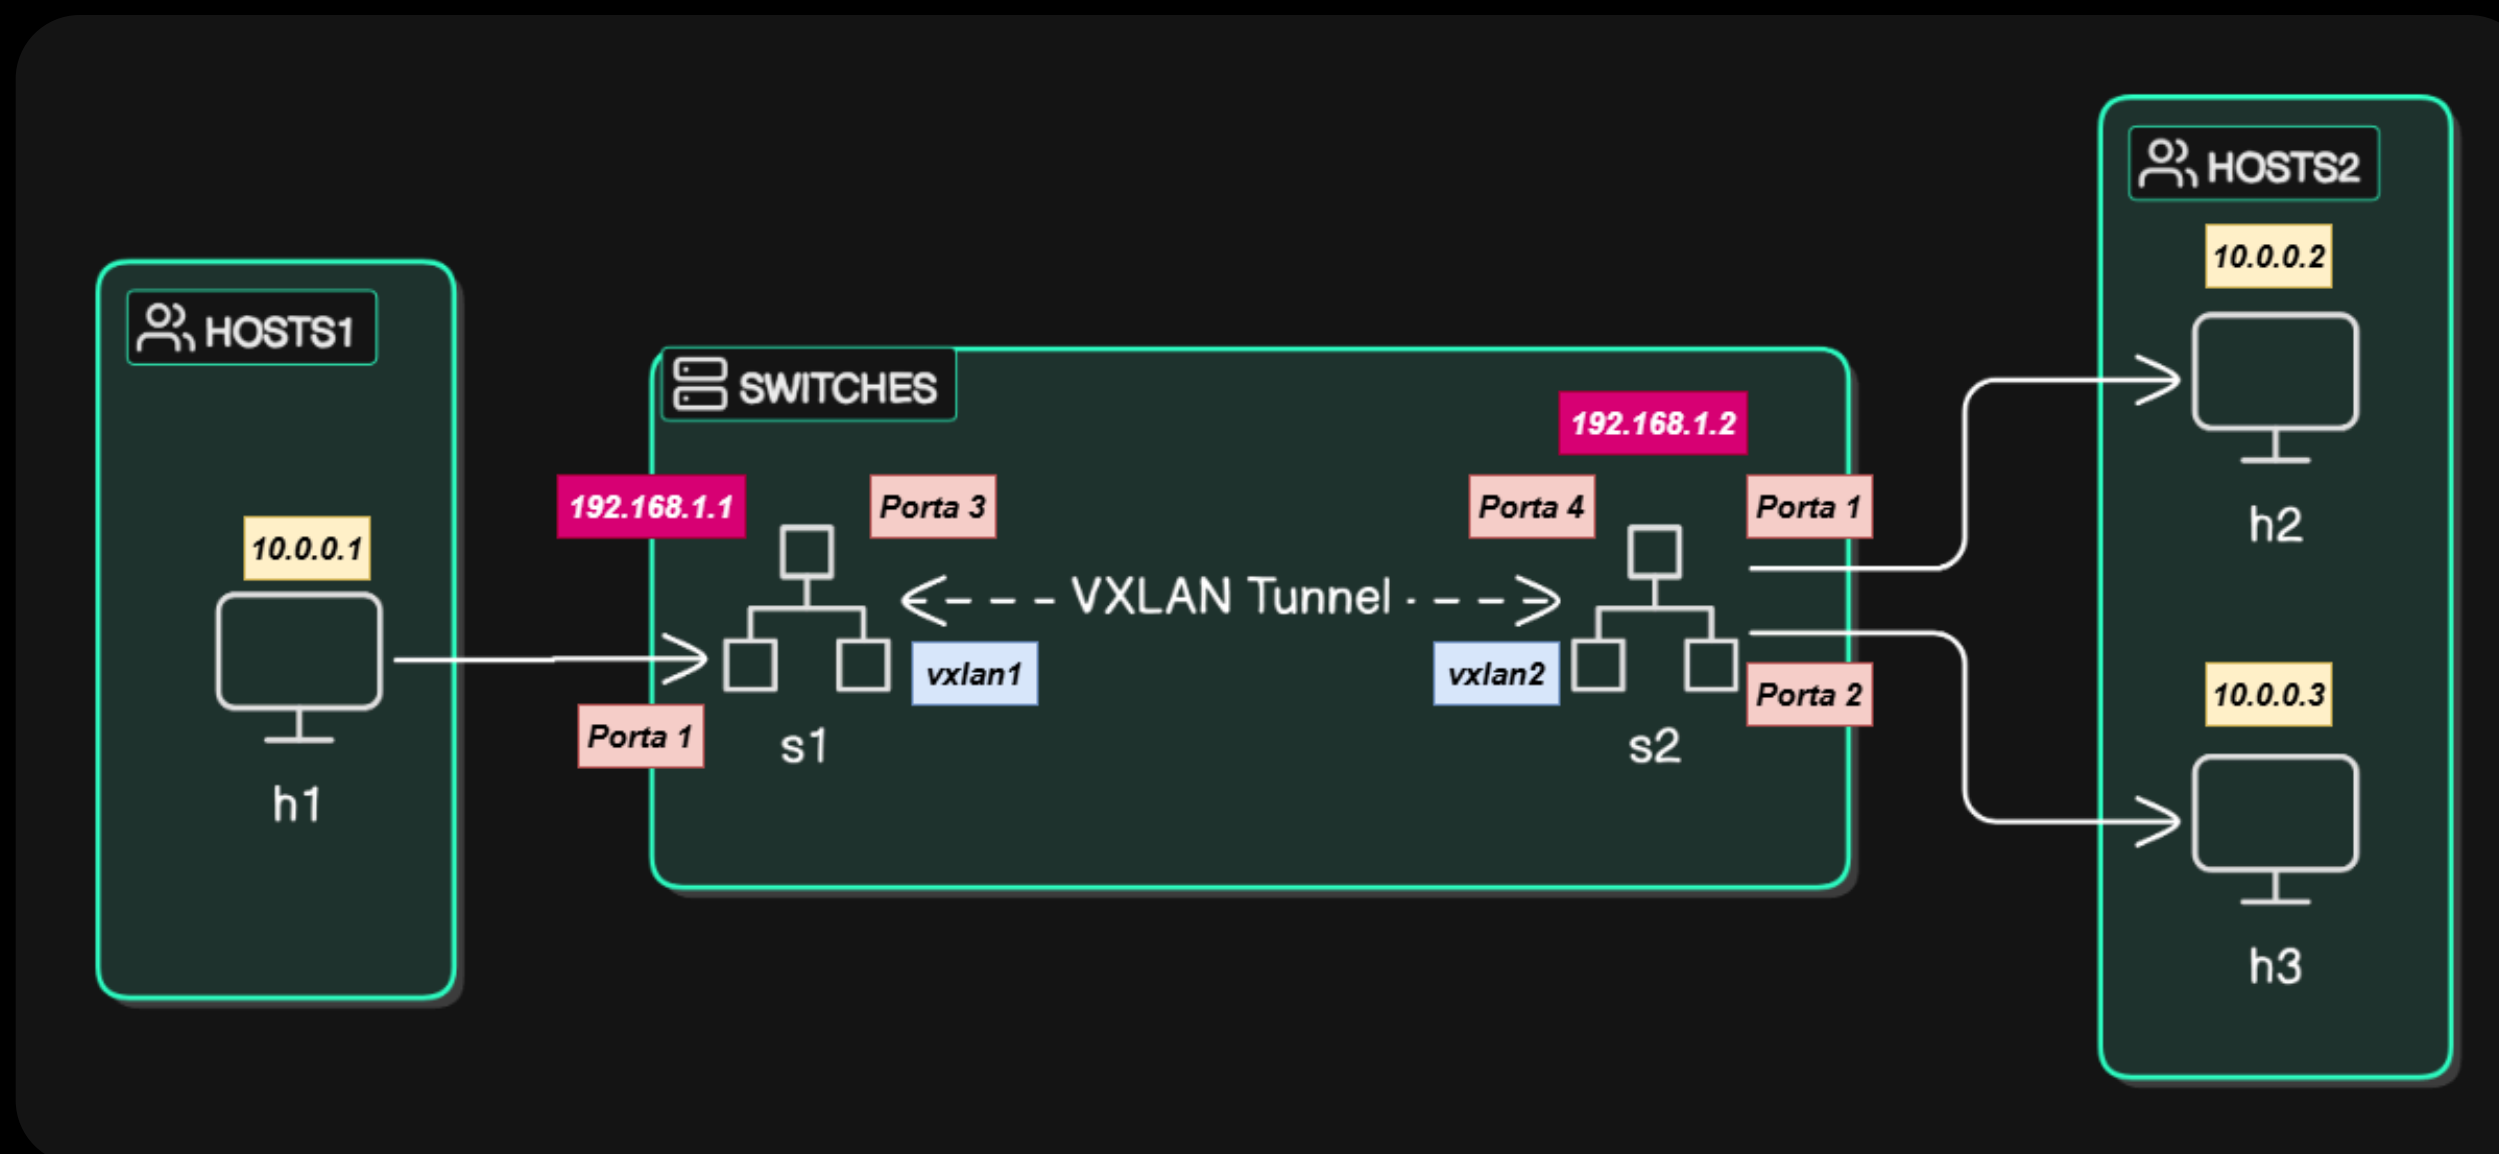 HOSTS1
10.0.0.1
h1
SWITCHES
192.168.1.1
Porta 3
Porta 1
s1
vxlan1
VXLAN Tunnel
192.168.1.2
Porta 4
Porta 1
vxlan2
Porta 2
s2
HOSTS2
10.0.0.2
h2
10.0.0.3
h3